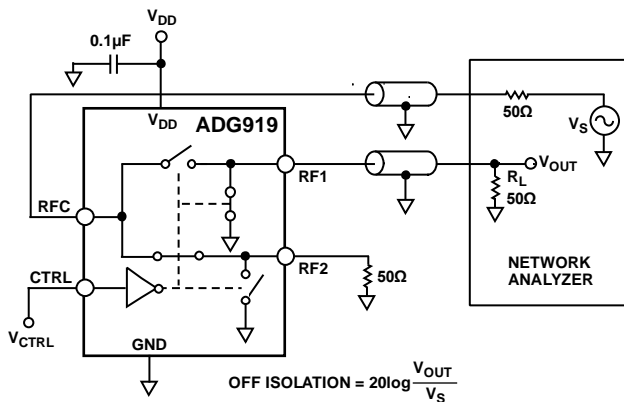 VDD
0.1µF
VDD
ADG919
50Ω
VS
RF1
VOUT
RL
50Ω
RFC
CTRL
RF2
50Ω
NETWORK
ANALYZER
VCTRL
GND
OFF ISOLATION = 20log VOUT
VS